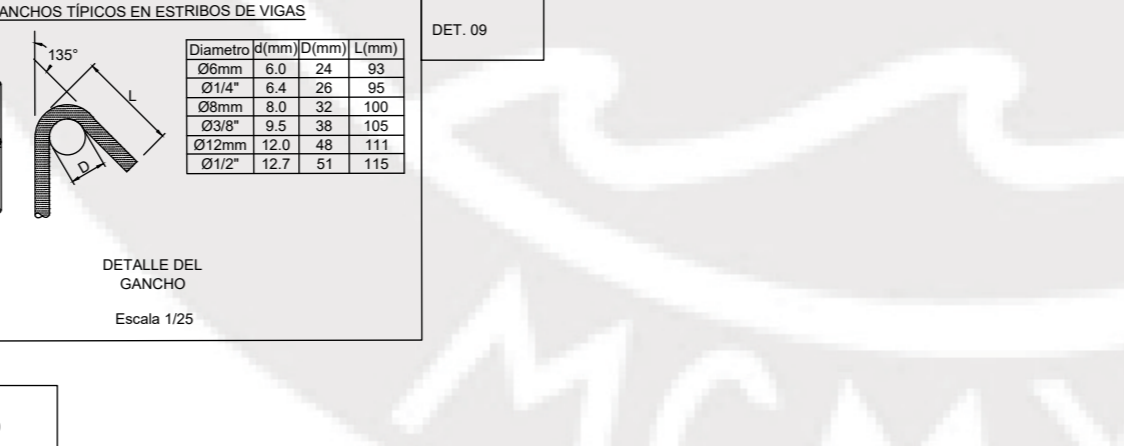 ANCHOS TÍPICOS EN ESTRIBOS DE VIGAS
DET. 09
135°
L
D
Diametro d(mm) D(mm) L(mm)
Ø6mm 6.0 24 93
Ø1/4" 6.4 26 95
Ø8mm 8.0 32 100
Ø3/8" 9.5 38 105
Ø12mm 12.0 48 111
Ø1/2" 12.7 51 115
DETALLE DEL
GANCHO
Escala 1/25